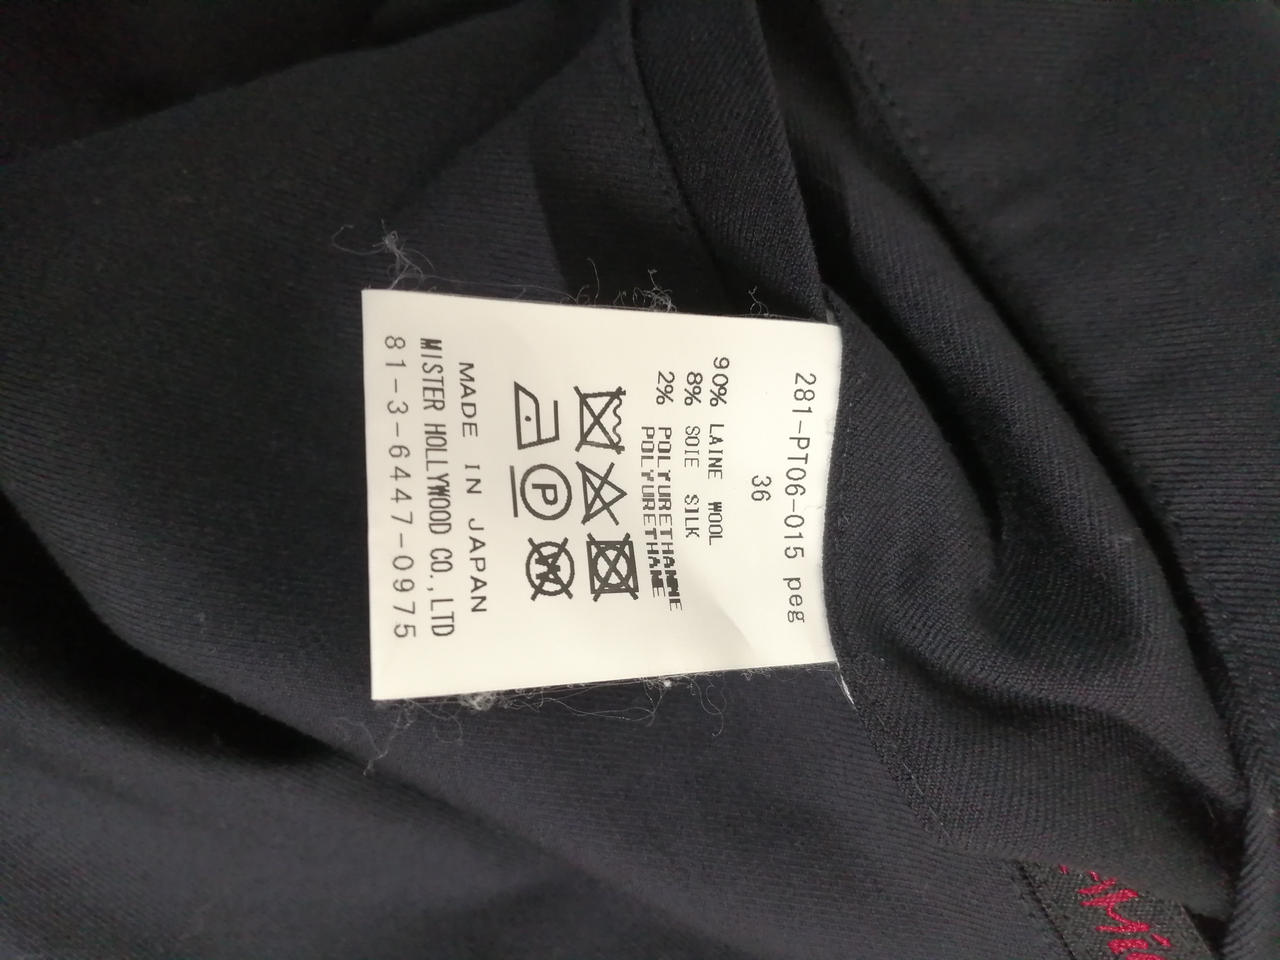 281-PT06-015 peg
36
90% LAINE WOOL
8% SOIE SILK
2% POLYURETHANNE
POLYURETHANE
P
W
MADE IN JAPAN
MISTER HOLLYWOOD CO.,LTD
81-3-6447-0975